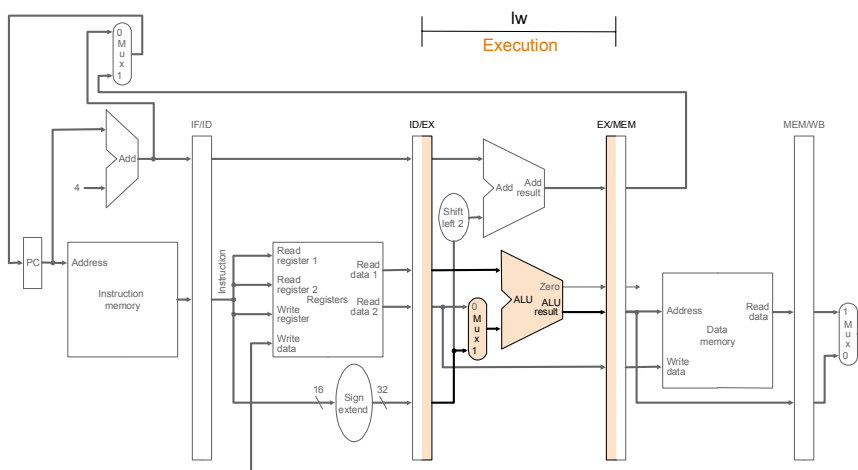 lw
Execution
0
M
u
x
1
IF/ID
ID/EX
EX/MEM
MEM/WB
Add
4
Add
Add
result
Shift
left 2
PC
Address
Instruction
memory
Instruction
Read
register 1
Read
register 2
Write
register
Write
data
Registers
Read
data 1
Read
data 2
0
M
u
x
1
Zero
ALU
ALU
result
Address
Write
data
Data
memory
Read
data
1
M
u
x
0
16
Sign
extend
32